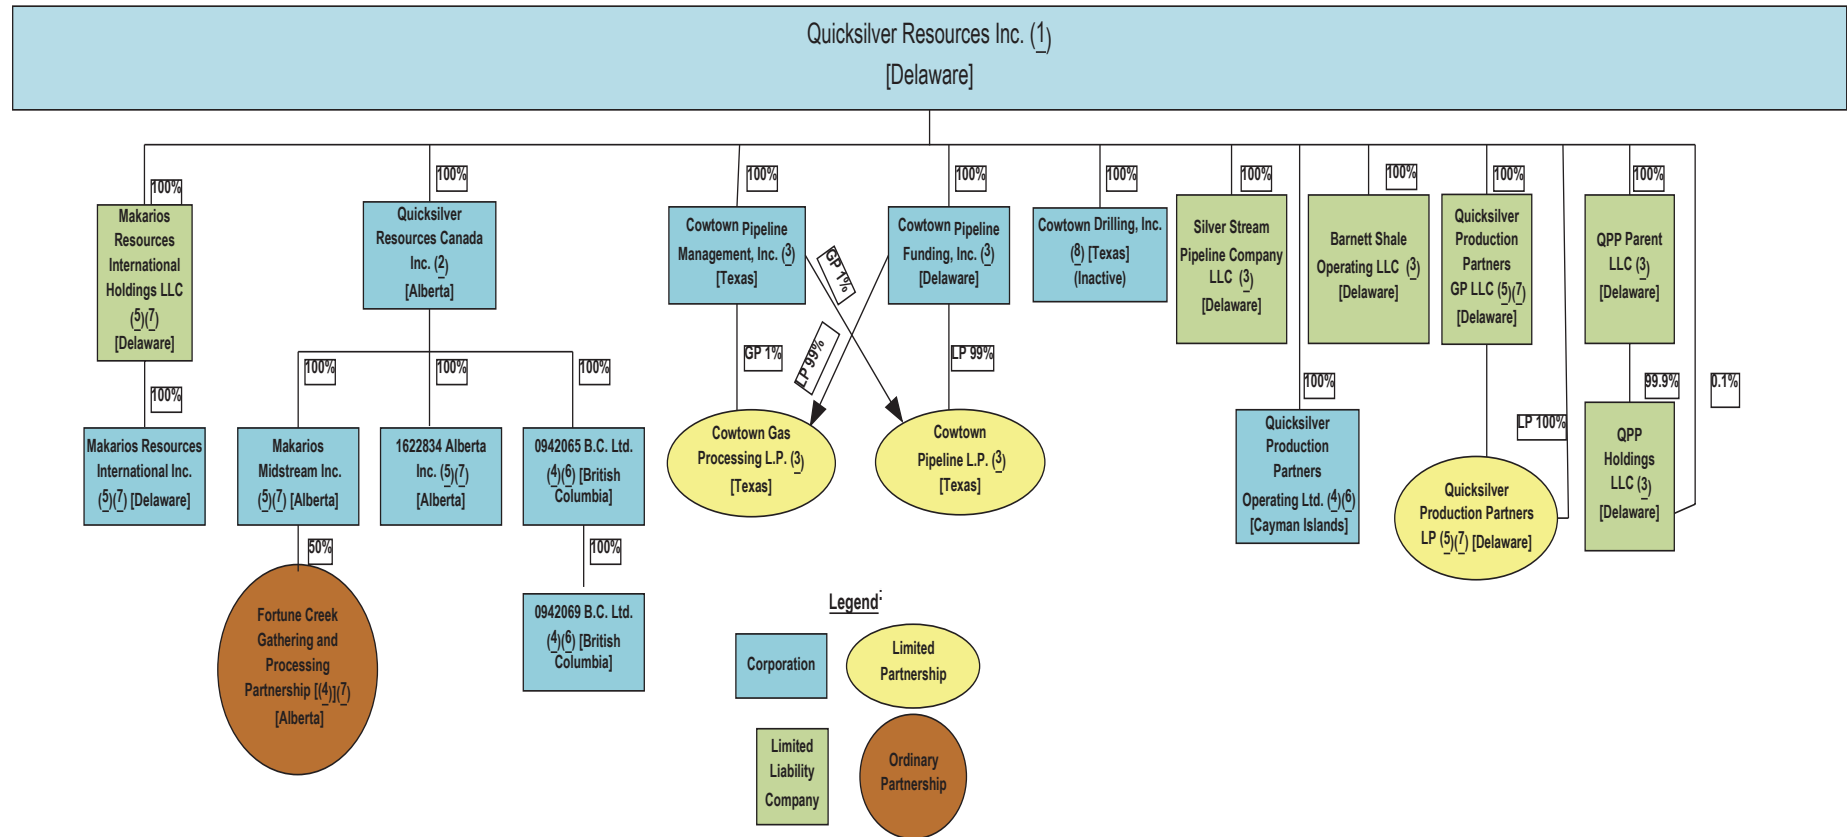 Quicksilver Resources Inc. (1)
[Delaware]
100%
100%
100%
100%
100%
100%
100%
100%
100%
Makarios
Resources
International
Holdings LLC
(5)(7)
[Delaware]
Quicksilver
Resources Canada
Inc. (2)
[Alberta]
Cowtown Pipeline
Management, Inc. (3)
[Texas]
Cowtown Pipeline
Funding, Inc. (3)
[Delaware]
Cowtown Drilling, Inc.
(8) [Texas]
(Inactive)
Silver Stream
Pipeline Company
LLC (3)
[Delaware]
Barnett Shale
Operating LLC (3)
[Delaware]
Quicksilver
Production
Partners
GP LLC (5)(7)
[Delaware]
QPP Parent
LLC (3)
[Delaware]
GP 1%
LP 99%
100%
100%
100%
100%
GP 1%
LP 99%
100%
LP 100%
99.9%
0.1%
Makarios Resources
International Inc.
(5)(7) [Delaware]
Makarios
Midstream Inc.
(5)(7) [Alberta]
1622834 Alberta
Inc. (5)(7)
[Alberta]
0942065 B.C. Ltd.
(4)(6) [British
Columbia]
Cowtown Gas
Processing L.P. (3)
[Texas]
Cowtown
Pipeline L.P. (3)
[Texas]
Quicksilver
Production
Partners
Operating Ltd. (4)(6)
[Cayman Islands]
Quicksilver
Production Partners
LP (5)(7) [Delaware]
QPP
Holdings
LLC (3)
[Delaware]
50%
100%
Fortune Creek
Gathering and
Processing
Partnership [(4)](7)
[Alberta]
0942069 B.C. Ltd.
(4)(6) [British
Columbia]
Legend:
Corporation
Limited
Partnership
Limited
Liability
Company
Ordinary
Partnership